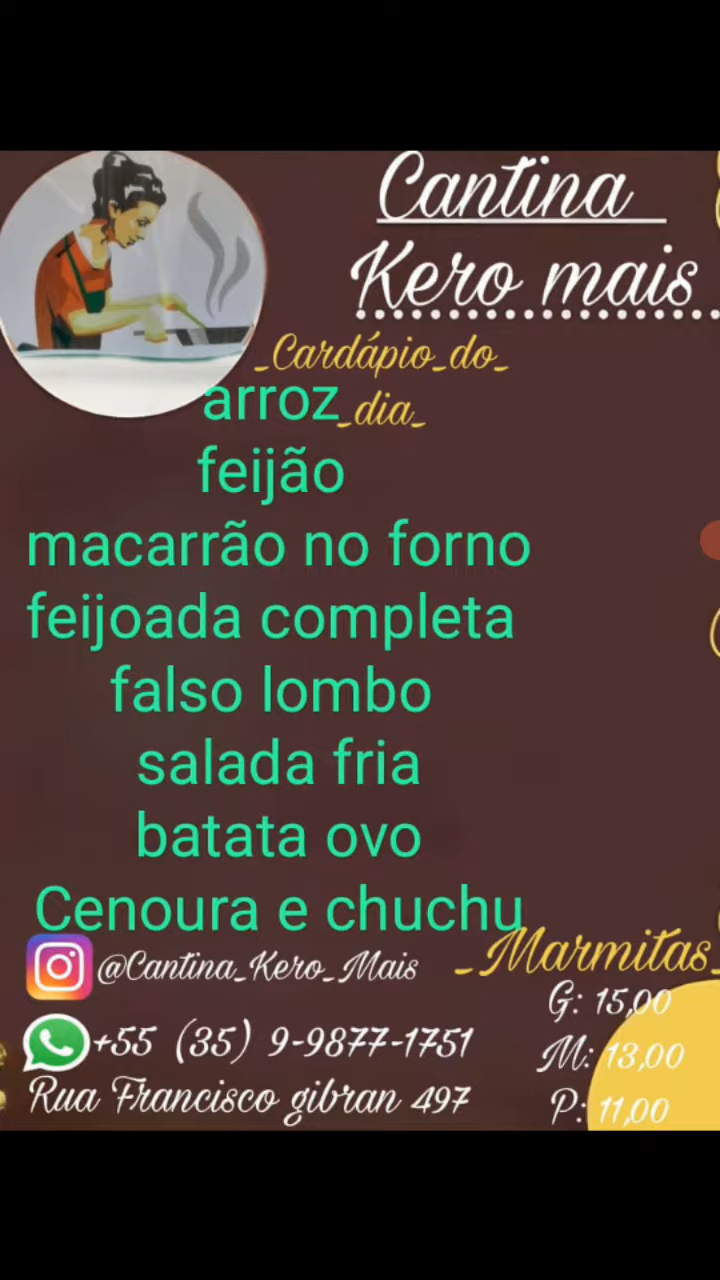 Cantina
Kero mais
_Cardápio_do_
_dia_
arroz
feijão
macarrão no forno
feijoada completa
falso lombo
salada fria
batata ovo
Cenoura e chuchu
@Cantina_Kero_Mais
+55 (35) 9-9877-1751
Rua Francisco gibran 497
_Marmitas_
G: 15,00
M: 13,00
P: 11,00